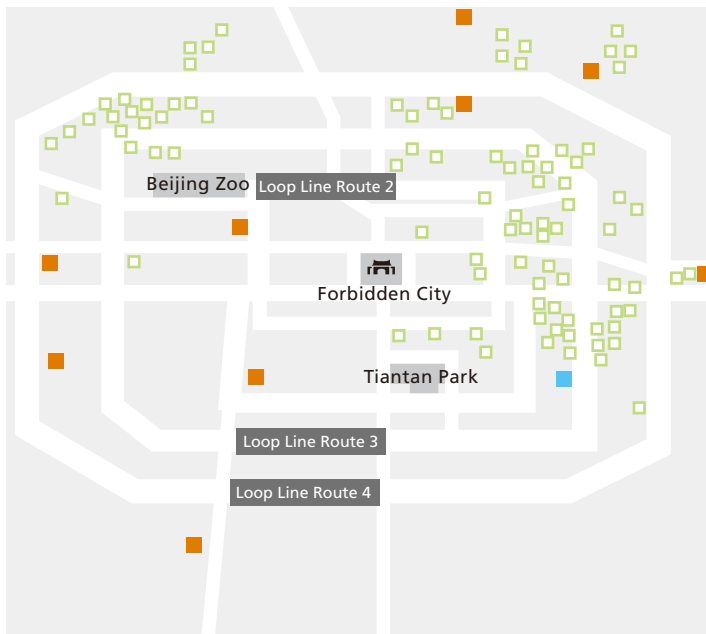 Beijing Zoo
Loop Line Route 2
Forbidden City
Tiantan Park
Loop Line Route 3
Loop Line Route 4